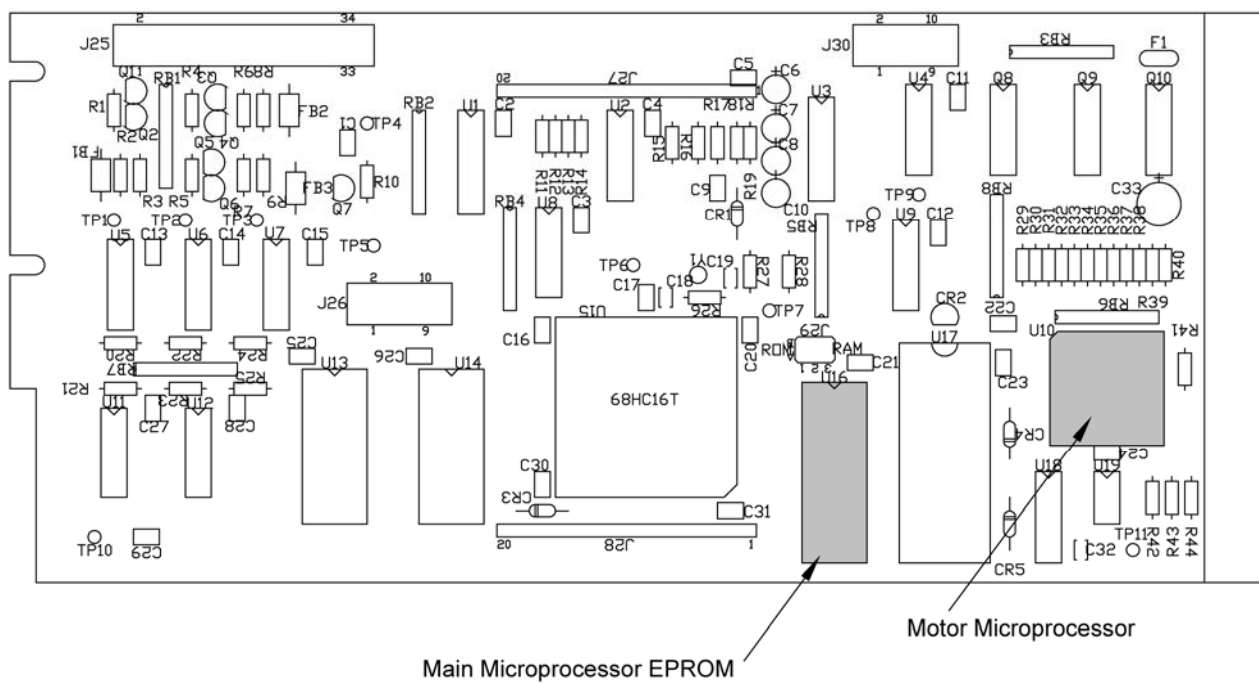 2 34 2 10
J25 J30 RB3 F1
1 33 1 9
Q11 RB1 R4 Q3 R9 R8 20 J27 C5 C6 U4 C11 Q8 Q9 Q10
R1 R2 Q2 Q5 Q4 FB2 C1 TP4 RB2 U1 C2 U2 C4 R17 R18 C7 U3
FB1 R15 R16 C8
R3 R5 Q6 R7 R6 FB3 Q7 R10 R11 R12 R13 R14 C9 R19 CR1 TP9 RB8 C33
TP1 TP2 TP3 RB4 U8 C3 C10 RB5 TP8 U9 C12 R29 R30 R31 R32 R33 R34 R35 R36 R37 R38
U5 C13 U6 C14 U7 C15 TP5 TP6 Y1 C19 R27 R28 R40
2 10 C17 C18
J26 R26 TP7 CR2 C22 RB6 R39
1 9 U15 C16 C20 J29 U17 U10 R41
R20 R22 R24 C25 C26 ROM RAM
RB7 U13 U14 3 2 1 C21 C23
R21 R23 R25 U16
U11 U12 68HC16T
C27 C28 CR4 C24
C30 U18 U19
CR3 C31
20 J28 1 R42 R43 R44
TP10 C29 CR5 C32 TP11
Motor Microprocessor
Main Microprocessor EPROM